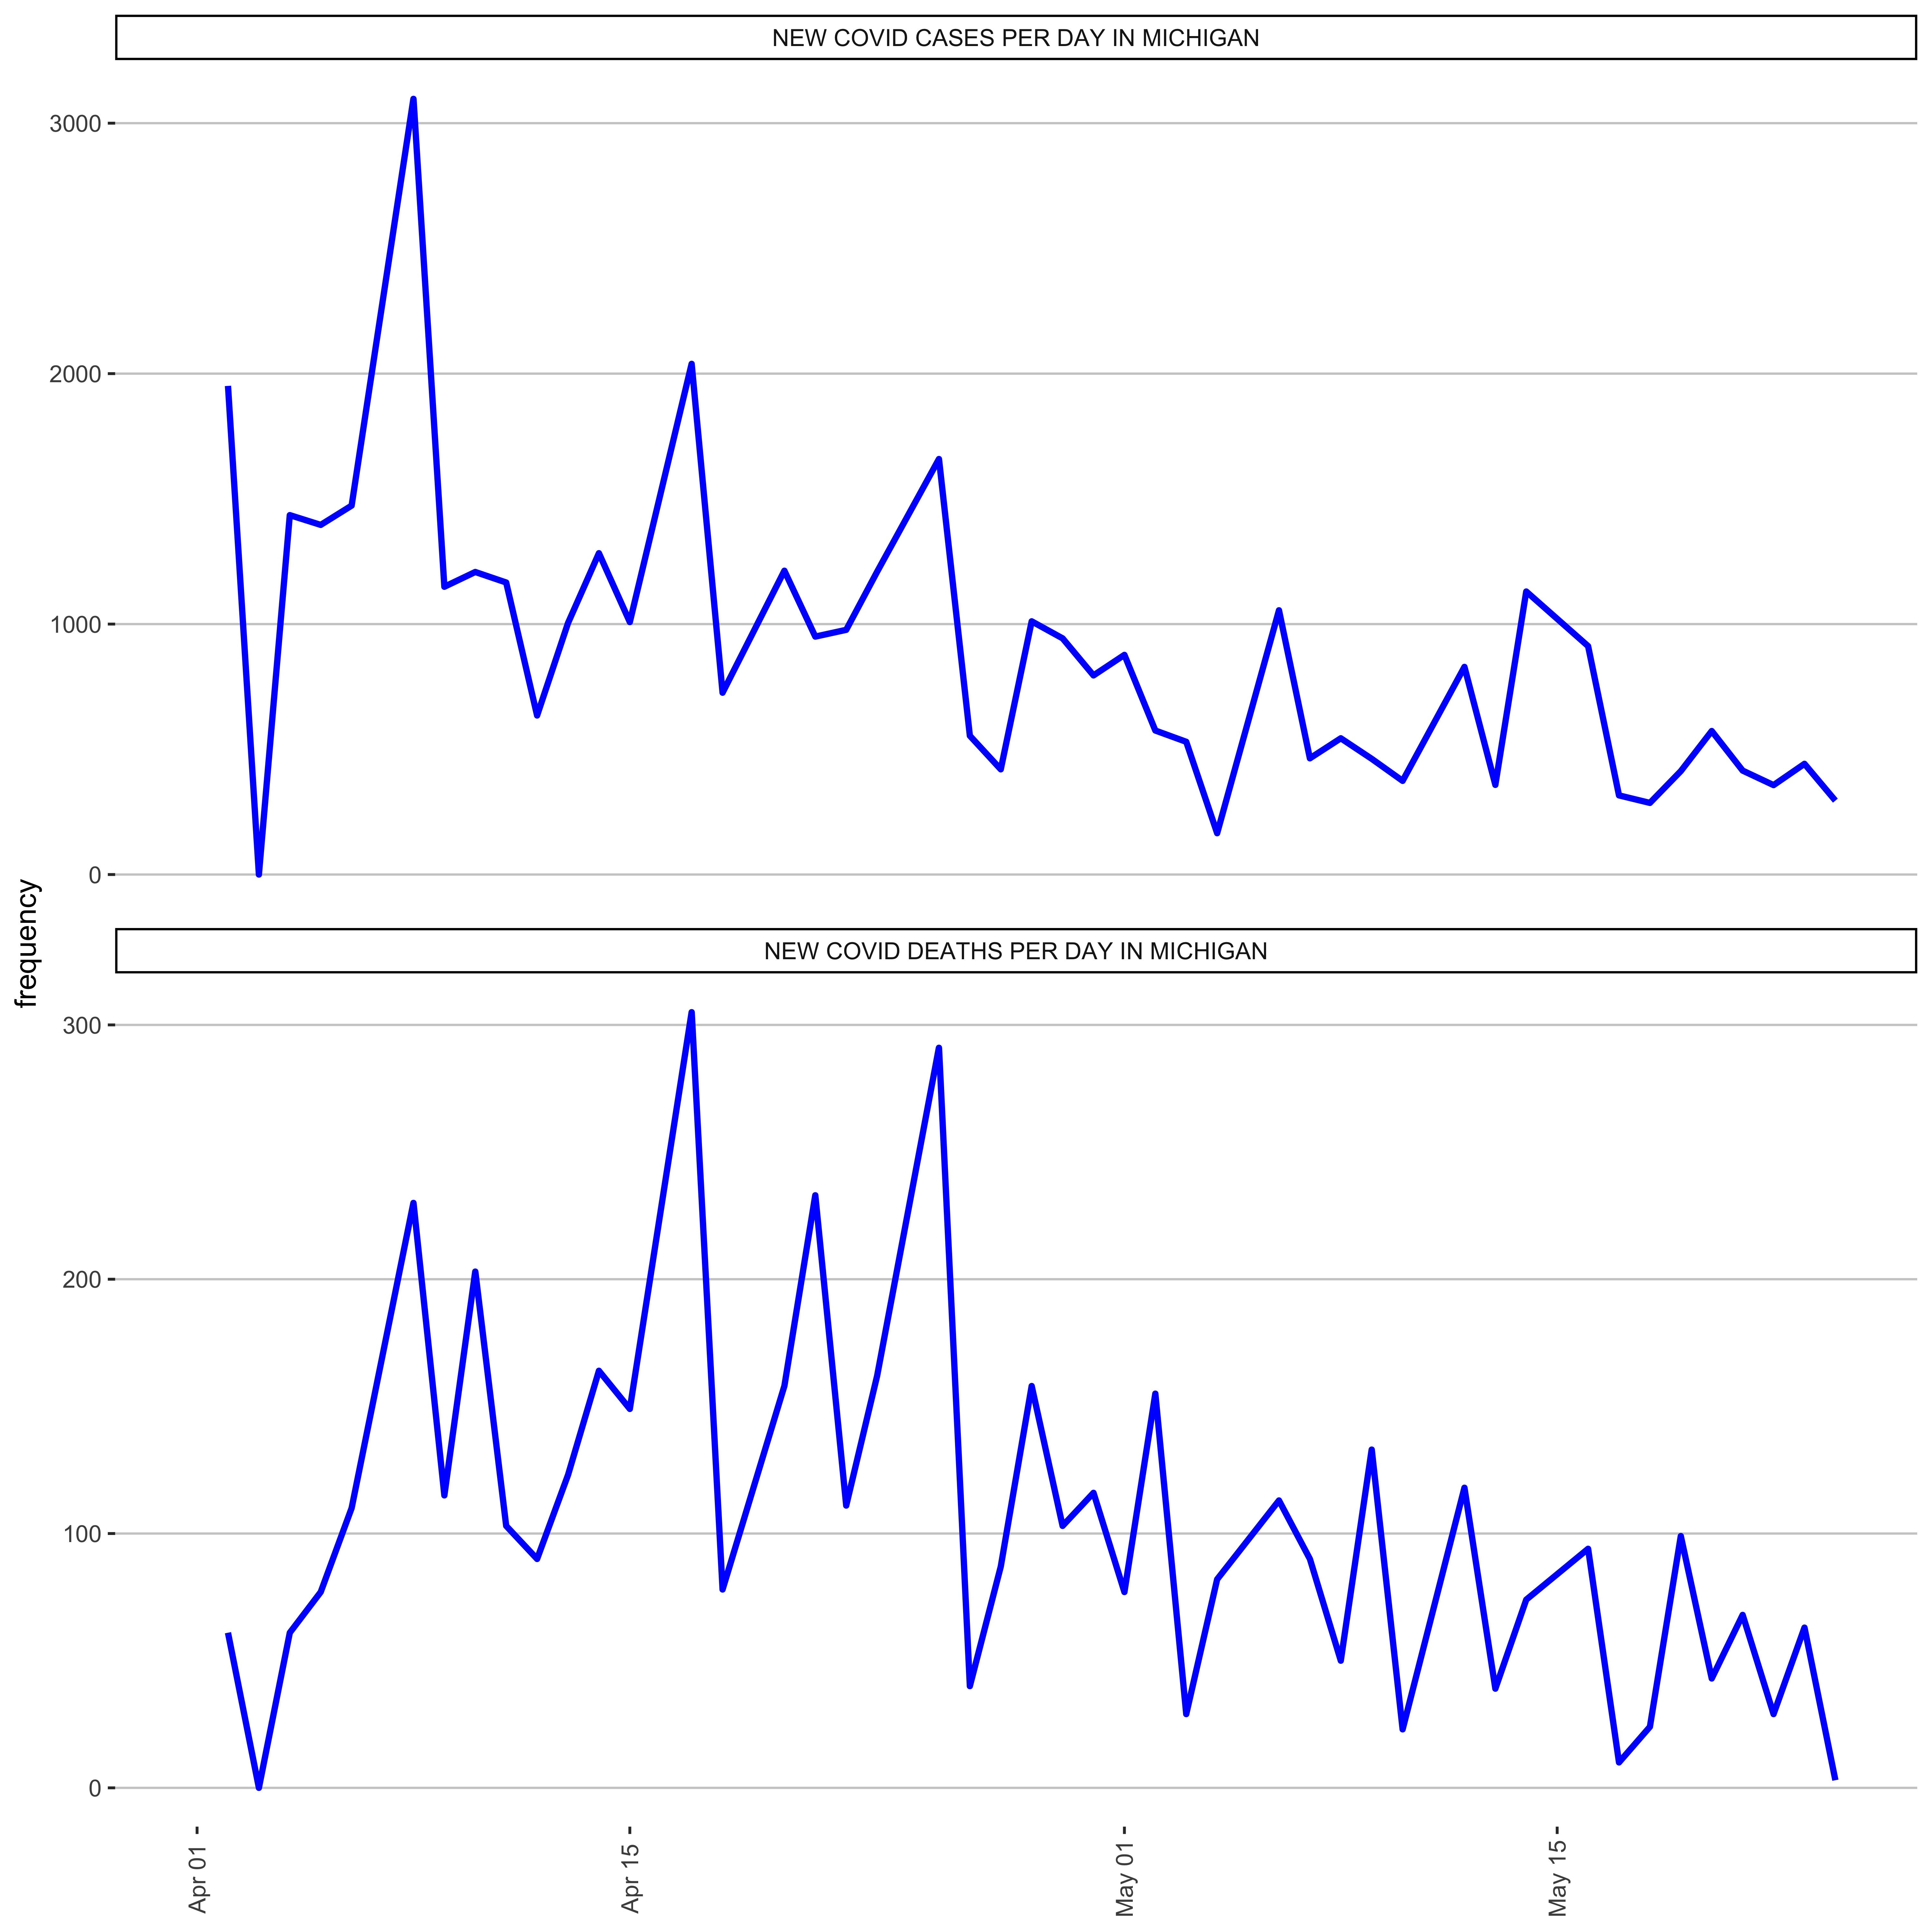 NEW COVID CASES PER DAY IN MICHIGAN
3000
2000
1000
0
frequency
NEW COVID DEATHS PER DAY IN MICHIGAN
300
200
100
0
Apr 01
Apr 15
May 01
May 15